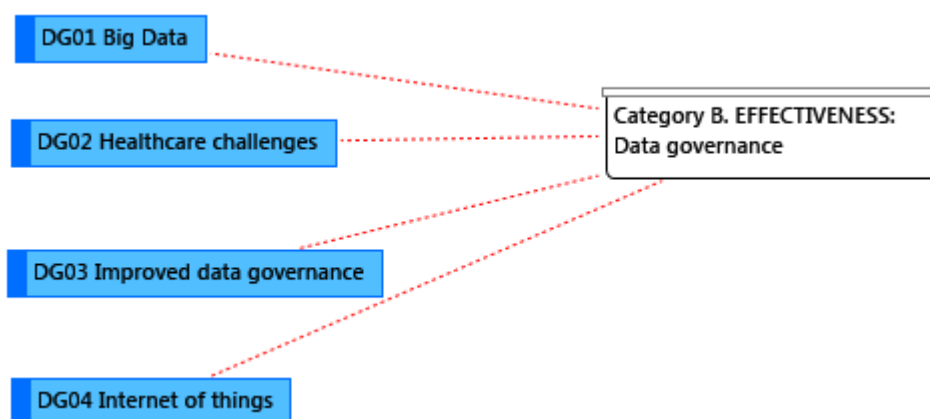 DG01 Big Data
Category B. EFFECTIVENESS:
Data governance
DG02 Healthcare challenges
DG03 Improved data governance
DG04 Internet of things